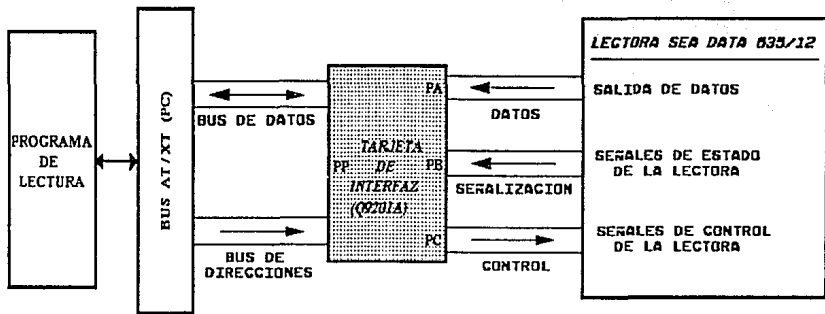 PROGRAMA
DE
LECTURA
BUS AT/XT (PC)
BUS DE DATOS
BUS DE
DIRECCIONES
PP
TARJETA
DE
INTERFAZ
(Q9201A)
PA
PB
PC
DATOS
SEÑALIZACION
CONTROL
LECTORA SEA DATA 635/12
SALIDA DE DATOS
SEÑALES DE ESTADO
DE LA LECTORA
SEÑALES DE CONTROL
DE LA LECTORA